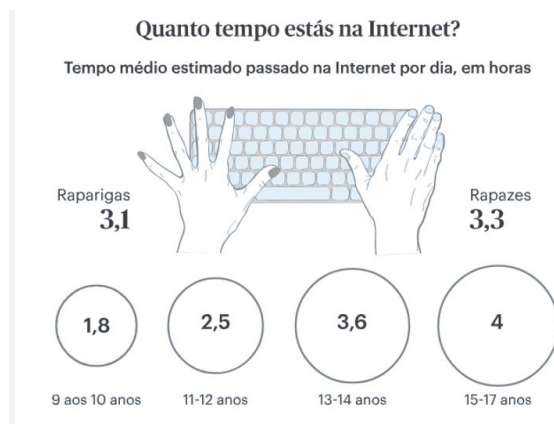 Quanto tempo estás na Internet?
Tempo médio estimado passado na Internet por dia, em horas
Raparigas
3,1
Rapazes
3,3
1,8
2,5
3,6
4
9 aos 10 anos
11-12 anos
13-14 anos
15-17 anos